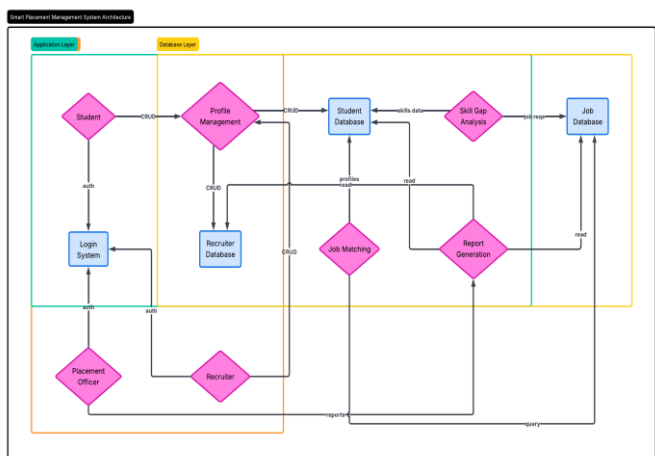 Smart Placement Management System Architecture
Application Layer
Database Layer
Student
CRUD
Profile
Management
CRUD
Student
Database
skills data
Skill Gap
Analysis
job reqs
Job
Database
auth
CRUD
profiles
read
read
Login
System
Recruiter
Database
CRUD
Job Matching
Report
Generation
read
auth
auth
Placement
Officer
Recruiter
reports
query